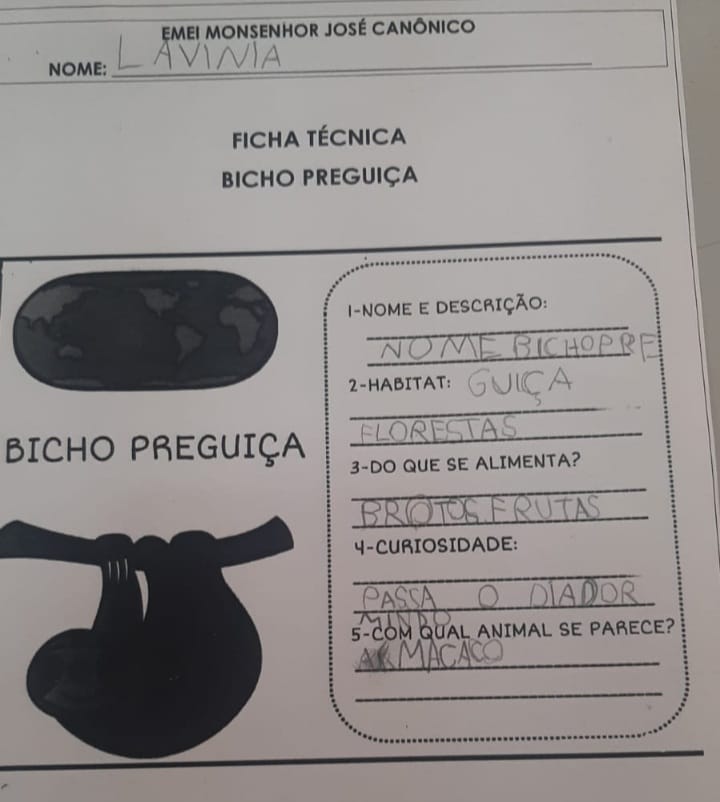 EMEI MONSENHOR JOSÉ CANÔNICO
NOME: LAVINIA
FICHA TÉCNICA
BICHO PREGUIÇA
BICHO PREGUIÇA
1-NOME E DESCRIÇÃO:
NOME BICHOPRE
2-HABITAT: GUIÇA
FLORESTAS
3-DO QUE SE ALIMENTA?
BROTOS FRUTAS
4-CURIOSIDADE:
PASSA O DIADOR
MINDO
5-COM QUAL ANIMAL SE PARECE?
MACACO